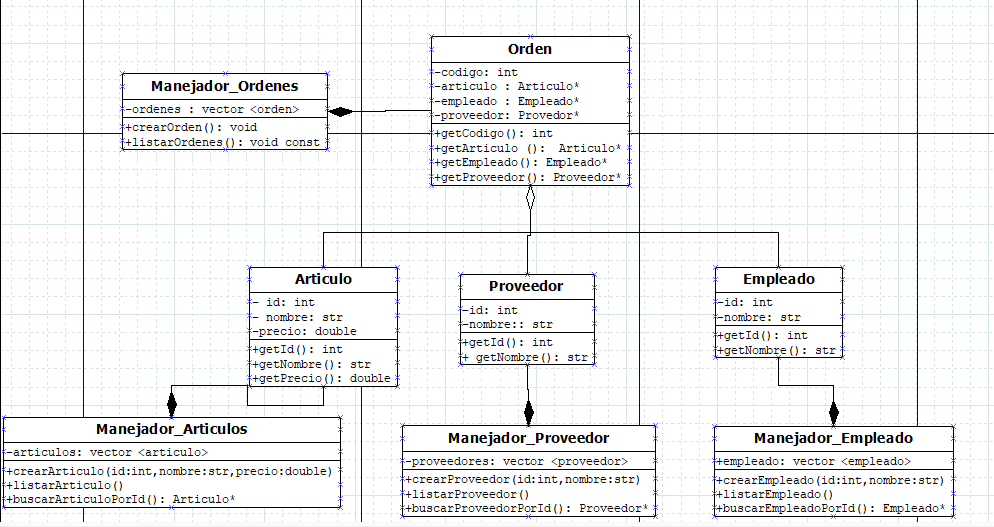 Orden
-codigo: int
-articulo : Articulo*
-empleado : Empleado*
-proveedor: Provedor*
+getCodigo(): int
+getArticulo ():  Articulo*
+getEmpleado(): Empleado*
+getProveedor(): Proveedor*
Manejador_Ordenes
-ordenes : vector <orden>
+crearOrden(): void
+listarOrdenes(): void const
Articulo
- id: int
- nombre: str
-precio: double
+getId(): int
+getNombre(): str
+getPrecio(): double
Proveedor
-id: int
-nombre:: str
+getId(): int
+ getNombre(): str
Empleado
-id: int
-nombre: str
+getId(): int
+getNombre(): str
Manejador_Articulos
-articulos: vector <articulo>
+crearArticulo(id:int,nombre:str,precio:double)
+listarArticulo()
+buscarArticuloPorId(): Articulo*
Manejador_Proveedor
-proveedores: vector <proveedor>
+crearProveedor(id:int,nombre:str)
+listarProveedor()
+buscarProveedorPorId(): Proveedor*
Manejador_Empleado
+empleado: vector <empleado>
+crearEmpleado(id:int,nombre:str)
+listarEmpleado()
+buscarEmpleadoPorId(): Empleado*